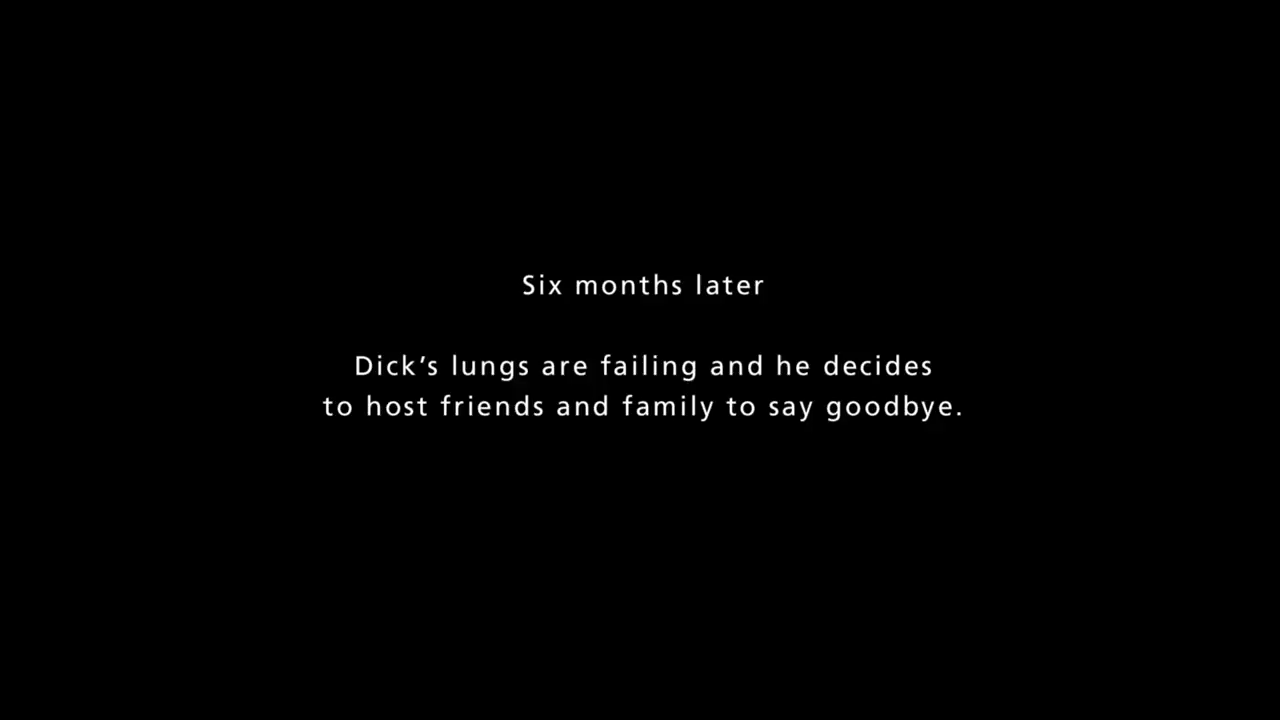 Six months later
Dick’s lungs are failing and he decides
to host friends and family to say goodbye.